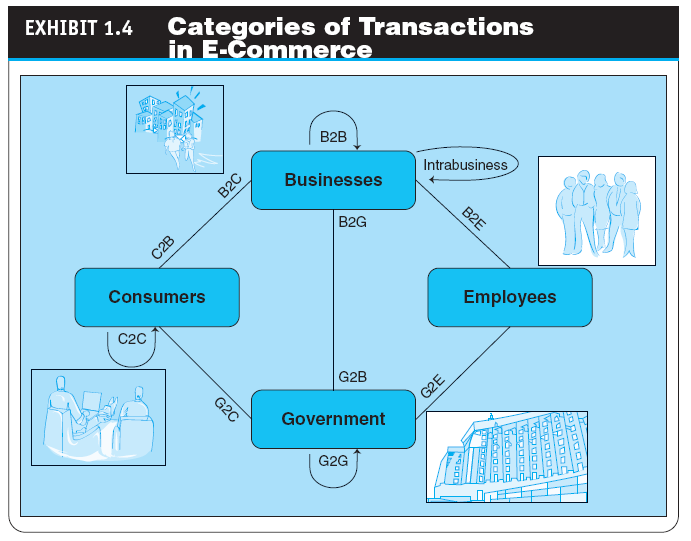 EXHIBIT 1.4
Categories of Transactions
in E-Commerce
B2B
Businesses
Intrabusiness
B2C
B2G
B2E
C2B
Consumers
Employees
C2C
G2B
G2C
G2E
Government
G2G